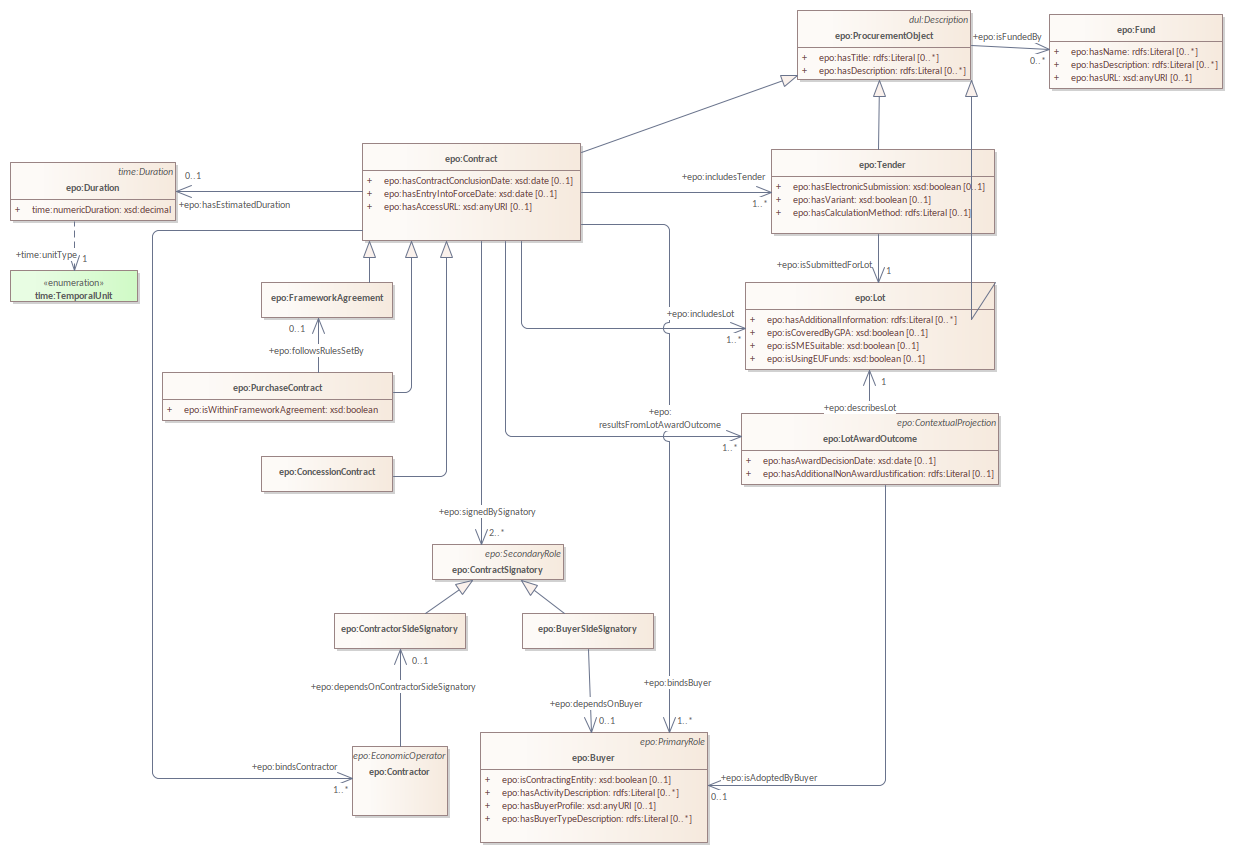 dul:Description
epo:ProcurementObject
+ epo:hasTitle: rdfs:Literal [0..*]
+ epo:hasDescription: rdfs:Literal [0..*]
+epo:isFundedBy
0..*
epo:Fund
+ epo:hasName: rdfs:Literal [0..*]
+ epo:hasDescription: rdfs:Literal [0..*]
+ epo:hasURL: xsd:anyURI [0..1]
time:Duration
epo:Duration
+ time:numericDuration: xsd:decimal
0..1
+epo:hasEstimatedDuration
+time:unitType
1
«enumeration»
time:TemporalUnit
epo:Contract
+ epo:hasContractConclusionDate: xsd:date [0..1]
+ epo:hasEntryIntoForceDate: xsd:date [0..1]
+ epo:hasAccessURL: xsd:anyURI [0..1]
+epo:includesTender
1..*
epo:Tender
+ epo:hasElectronicSubmission: xsd:boolean [0..1]
+ epo:hasVariant: xsd:boolean [0..1]
+ epo:hasCalculationMethod: rdfs:Literal [0..1]
+epo:isSubmittedForLot
1
epo:FrameworkAgreement
0..1
+epo:followsRulesSetBy
epo:PurchaseContract
+ epo:isWithinFrameworkAgreement: xsd:boolean
epo:ConcessionContract
+epo:includesLot
1..*
epo:Lot
+ epo:hasAdditionalInformation: rdfs:Literal [0..*]
+ epo:isCoveredByGPA: xsd:boolean [0..1]
+ epo:isSMESuitable: xsd:boolean [0..1]
+ epo:isUsingEUFunds: xsd:boolean [0..1]
1
+epo:describesLot
+epo:
resultsFromLotAwardOutcome
1..*
epo:ContextualProjection
epo:LotAwardOutcome
+ epo:hasAwardDecisionDate: xsd:date [0..1]
+ epo:hasAdditionalNonAwardJustification: rdfs:Literal [0..1]
+epo:signedBySignatory
2..*
epo:SecondaryRole
epo:ContractSignatory
epo:ContractorSideSignatory
epo:BuyerSideSignatory
0..1
+epo:dependsOnContractorSideSignatory
+epo:bindsBuyer
1..*
+epo:dependsOnBuyer
0..1
+epo:bindsContractor
1..*
epo:EconomicOperator
epo:Contractor
epo:PrimaryRole
epo:Buyer
+ epo:isContractingEntity: xsd:boolean [0..1]
+ epo:hasActivityDescription: rdfs:Literal [0..*]
+ epo:hasBuyerProfile: xsd:anyURI [0..1]
+ epo:hasBuyerTypeDescription: rdfs:Literal [0..*]
+epo:isAdoptedByBuyer
0..1